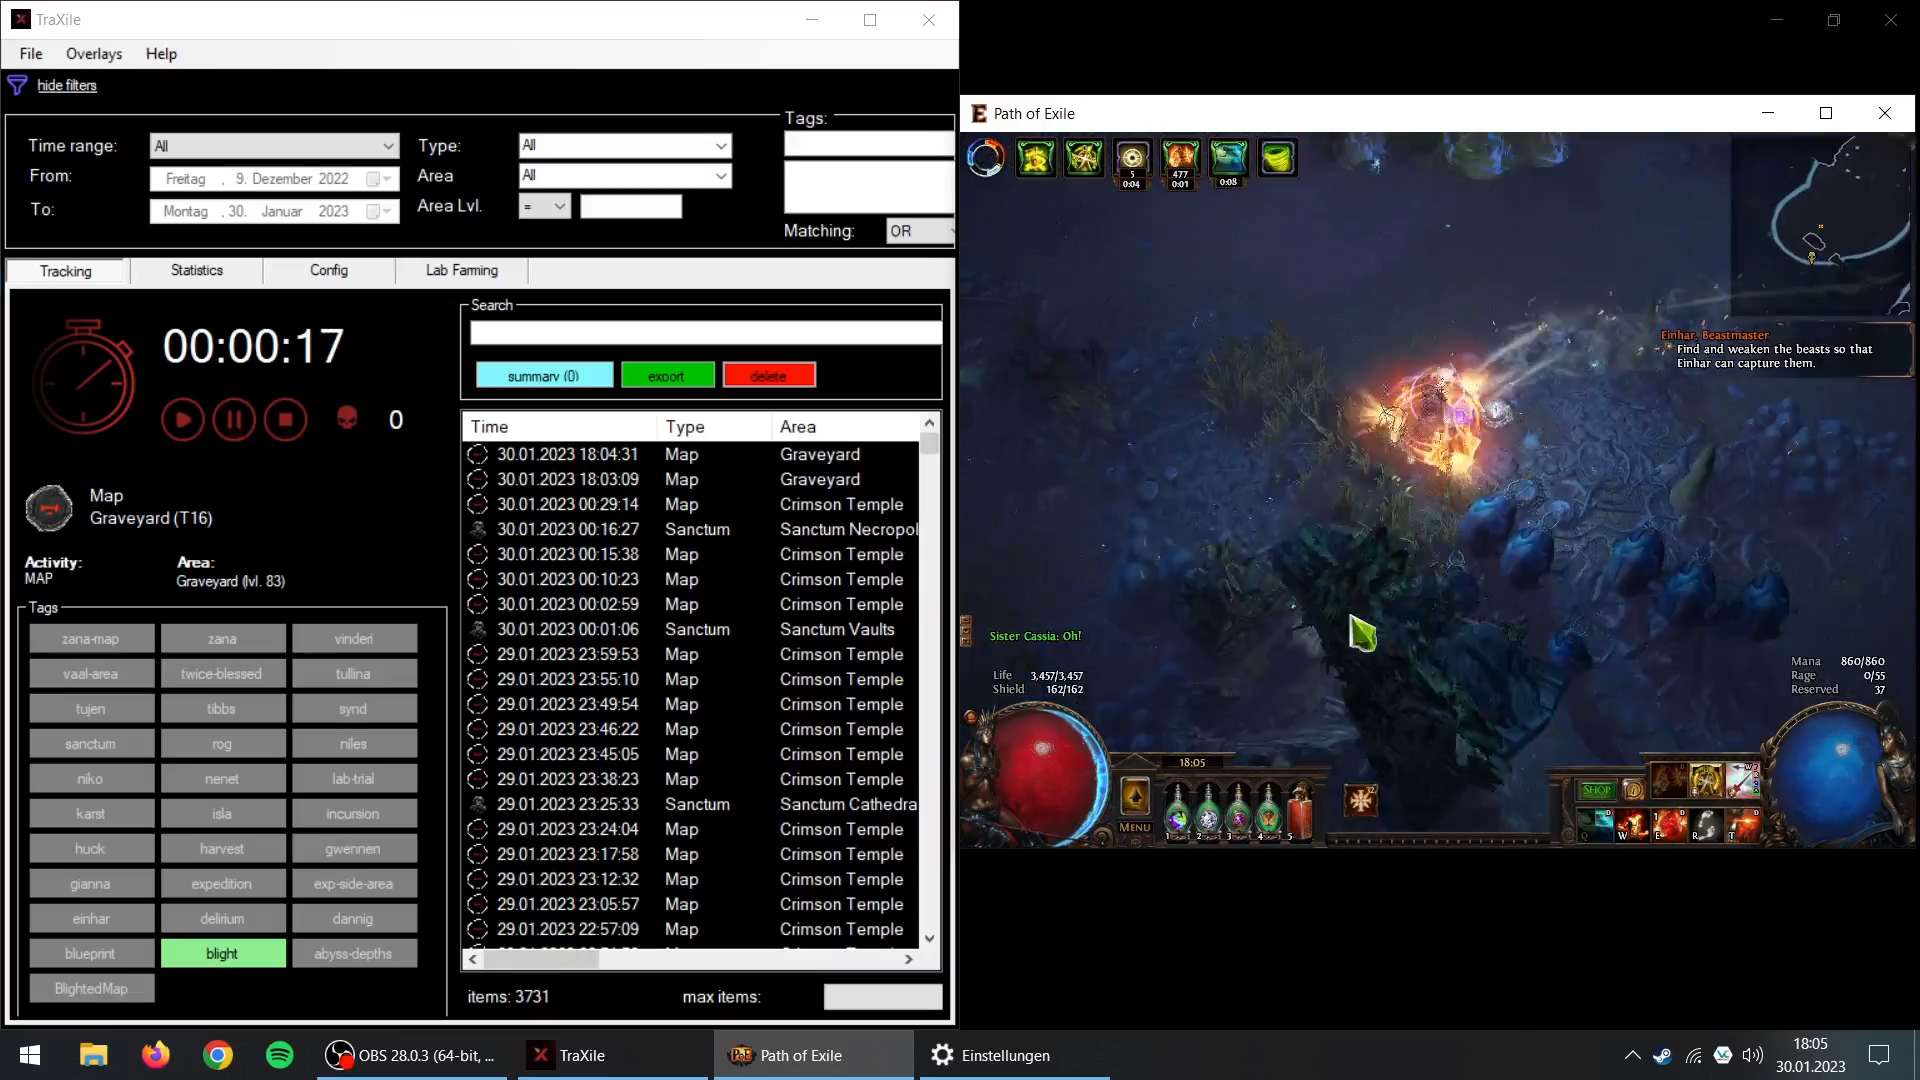 TraXile
File Overlays Help
hide filters
Time range: All
From: Freitag , 9. Dezember 2022
To: Montag , 30. Januar 2023
Type: All
Area All
Area Lvl. =
Tags:
Matching: OR
Tracking Statistics Config Lab Farming
00:00:17
0
Map
Graveyard (T16)
Activity:
MAP
Area:
Graveyard (lvl. 83)
Tags
zana-map zana vinderi
vaal-area twice-blessed tullina
tujen tibbs synd
sanctum rog niles
niko nenet lab-trial
karst isla incursion
huck harvest gwennen
gianna expedition exp-side-area
einhar delirium dannig
blueprint blight abyss-depths
BlightedMap
Search
summary (0) export delete
Time Type Area
30.01.2023 18:04:31 Map Graveyard
30.01.2023 18:03:09 Map Graveyard
30.01.2023 00:29:14 Map Crimson Temple
30.01.2023 00:16:27 Sanctum Sanctum Necropol
30.01.2023 00:15:38 Map Crimson Temple
30.01.2023 00:10:23 Map Crimson Temple
30.01.2023 00:02:59 Map Crimson Temple
30.01.2023 00:01:06 Sanctum Sanctum Vaults
29.01.2023 23:59:53 Map Crimson Temple
29.01.2023 23:55:10 Map Crimson Temple
29.01.2023 23:49:54 Map Crimson Temple
29.01.2023 23:46:22 Map Crimson Temple
29.01.2023 23:45:05 Map Crimson Temple
29.01.2023 23:38:23 Map Crimson Temple
29.01.2023 23:25:33 Sanctum Sanctum Cathedra
29.01.2023 23:24:04 Map Crimson Temple
29.01.2023 23:17:58 Map Crimson Temple
29.01.2023 23:12:32 Map Crimson Temple
29.01.2023 23:05:57 Map Crimson Temple
29.01.2023 22:57:09 Map Crimson Temple
items: 3731 max items:
Path of Exile
5 477
0:04 0:01 0:08
Einhar, Beastmaster
Find and weaken the beasts so that
Einhar can capture them.
Sister Cassia: Oh!
Life 3,457/3,457
Shield 162/162
Mana 860/860
Rage 0/55
Reserved 37
18:05
MENU
1 2 3 4 5
SHOP
Q W E R T
OBS 28.0.3 (64-bit, ...
TraXile
Path of Exile
Einstellungen
18:05
30.01.2023